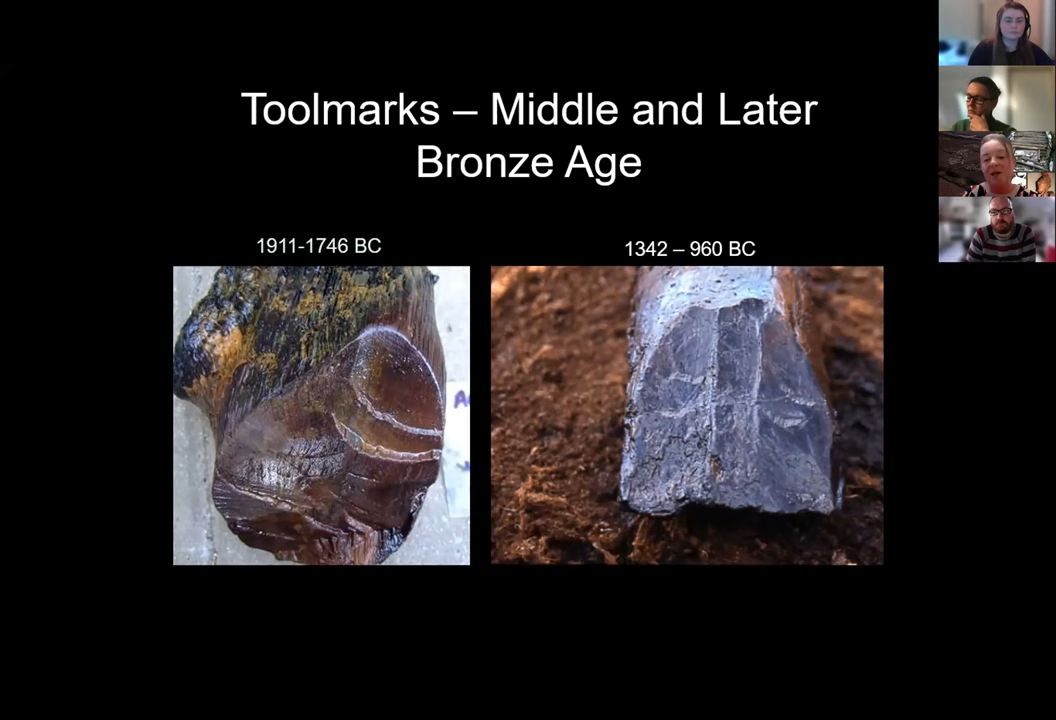 Toolmarks – Middle and Later
Bronze Age
1911-1746 BC
1342 – 960 BC